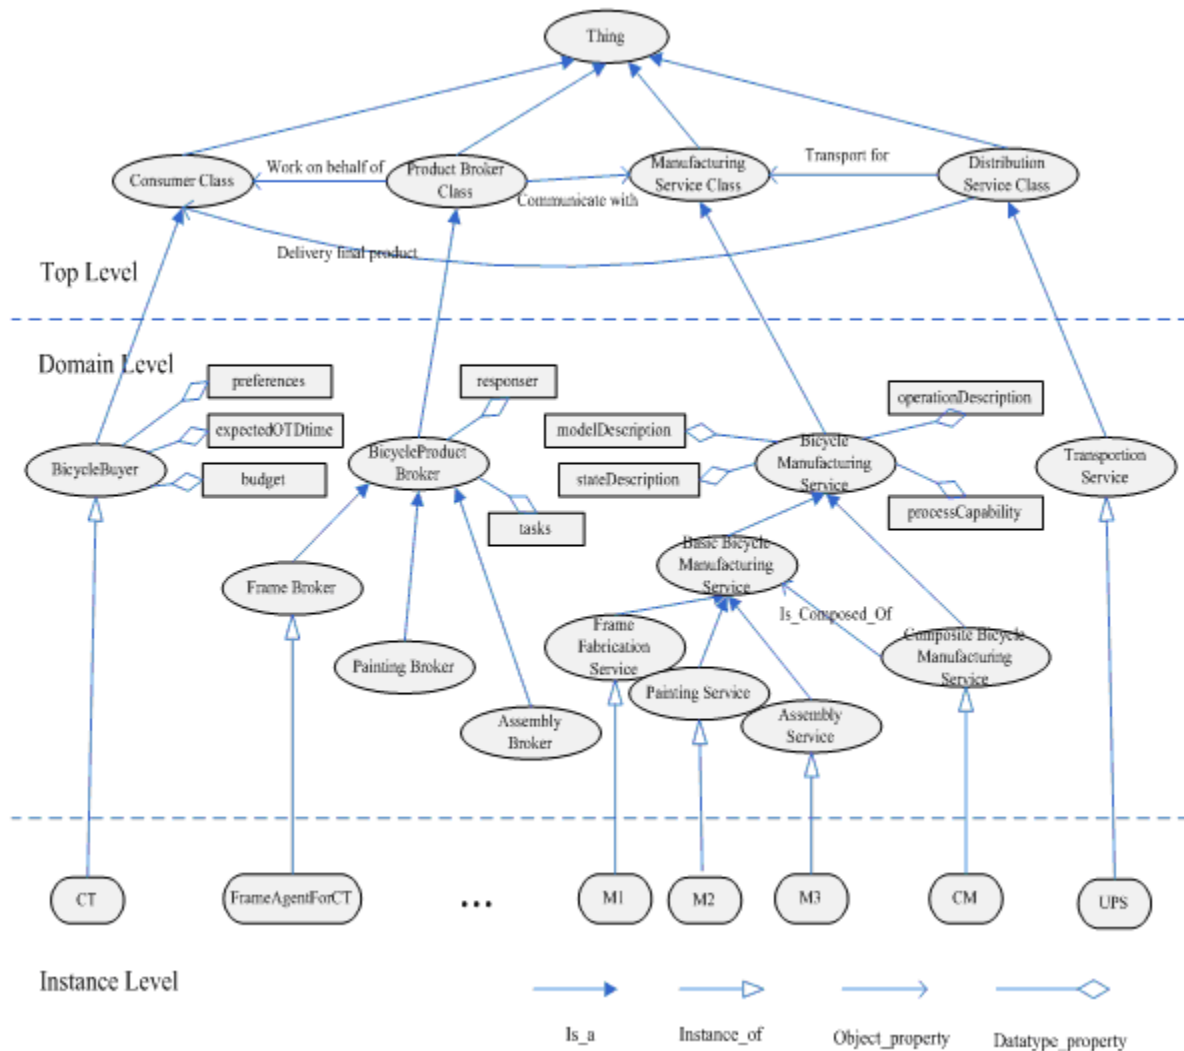 Thing
Consumer Class
Work on behalf of
Product Broker
Class
Communicate with
Manufacturing
Service Class
Transport for
Distribution
Service Class
Delivery final product
Top Level
Domain Level
preferences
expectedOTDtime
budget
BicycleBuyer
responser
BicycleProduct
Broker
tasks
modelDescription
stateDescription
operationDescription
Bicycle
Manufacturing
Service
processCapability
Transportion
Service
Frame Broker
Painting Broker
Assembly
Broker
Basic Bicycle
Manufacturing
Service
Is_Composed_Of
Frame
Fabrication
Service
Painting Service
Assembly
Service
Composite Bicycle
Manufacturing
Service
CT
FrameAgentForCT
...
M1
M2
M3
CM
UPS
Instance Level
Is_a
Instance_of
Object_property
Datatype_property